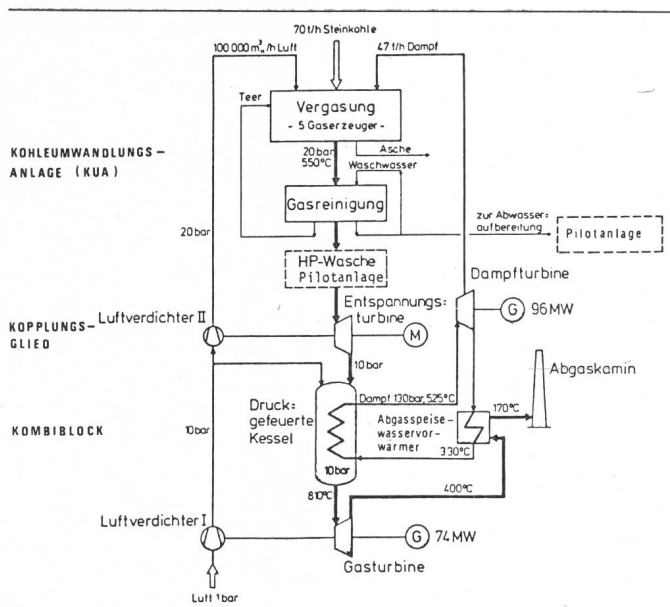 70 t/h Steinkohle
100 000 m³ₙ/h Luft
47 t/h Dampf
Teer
Vergasung
- 5 Gaserzeuger -
KOHLEUMWANDLUNGS-
ANLAGE (KUA)
20 bar
550°C
Asche
Waschwasser
Gasreinigung
zur Abwasser=
aufbereitung
Pilotanlage
20 bar
HP-Wäsche
Pilotanlage
Dampfturbine
Entspannungs-
turbine
Luftverdichter II
KOPPLUNGS-
GLIED
M
G 96 MW
10 bar
Abgaskamin
Dampf 130 bar, 525°C
Druck-
gefeuerte
Kessel
170°C
KOMBIBLOCK
Abgasspeise-
wasservor-
wärmer
10 bar
330°C
10 bar
810°C
400°C
Luftverdichter I
G 74 MW
Gasturbine
Luft 1 bar